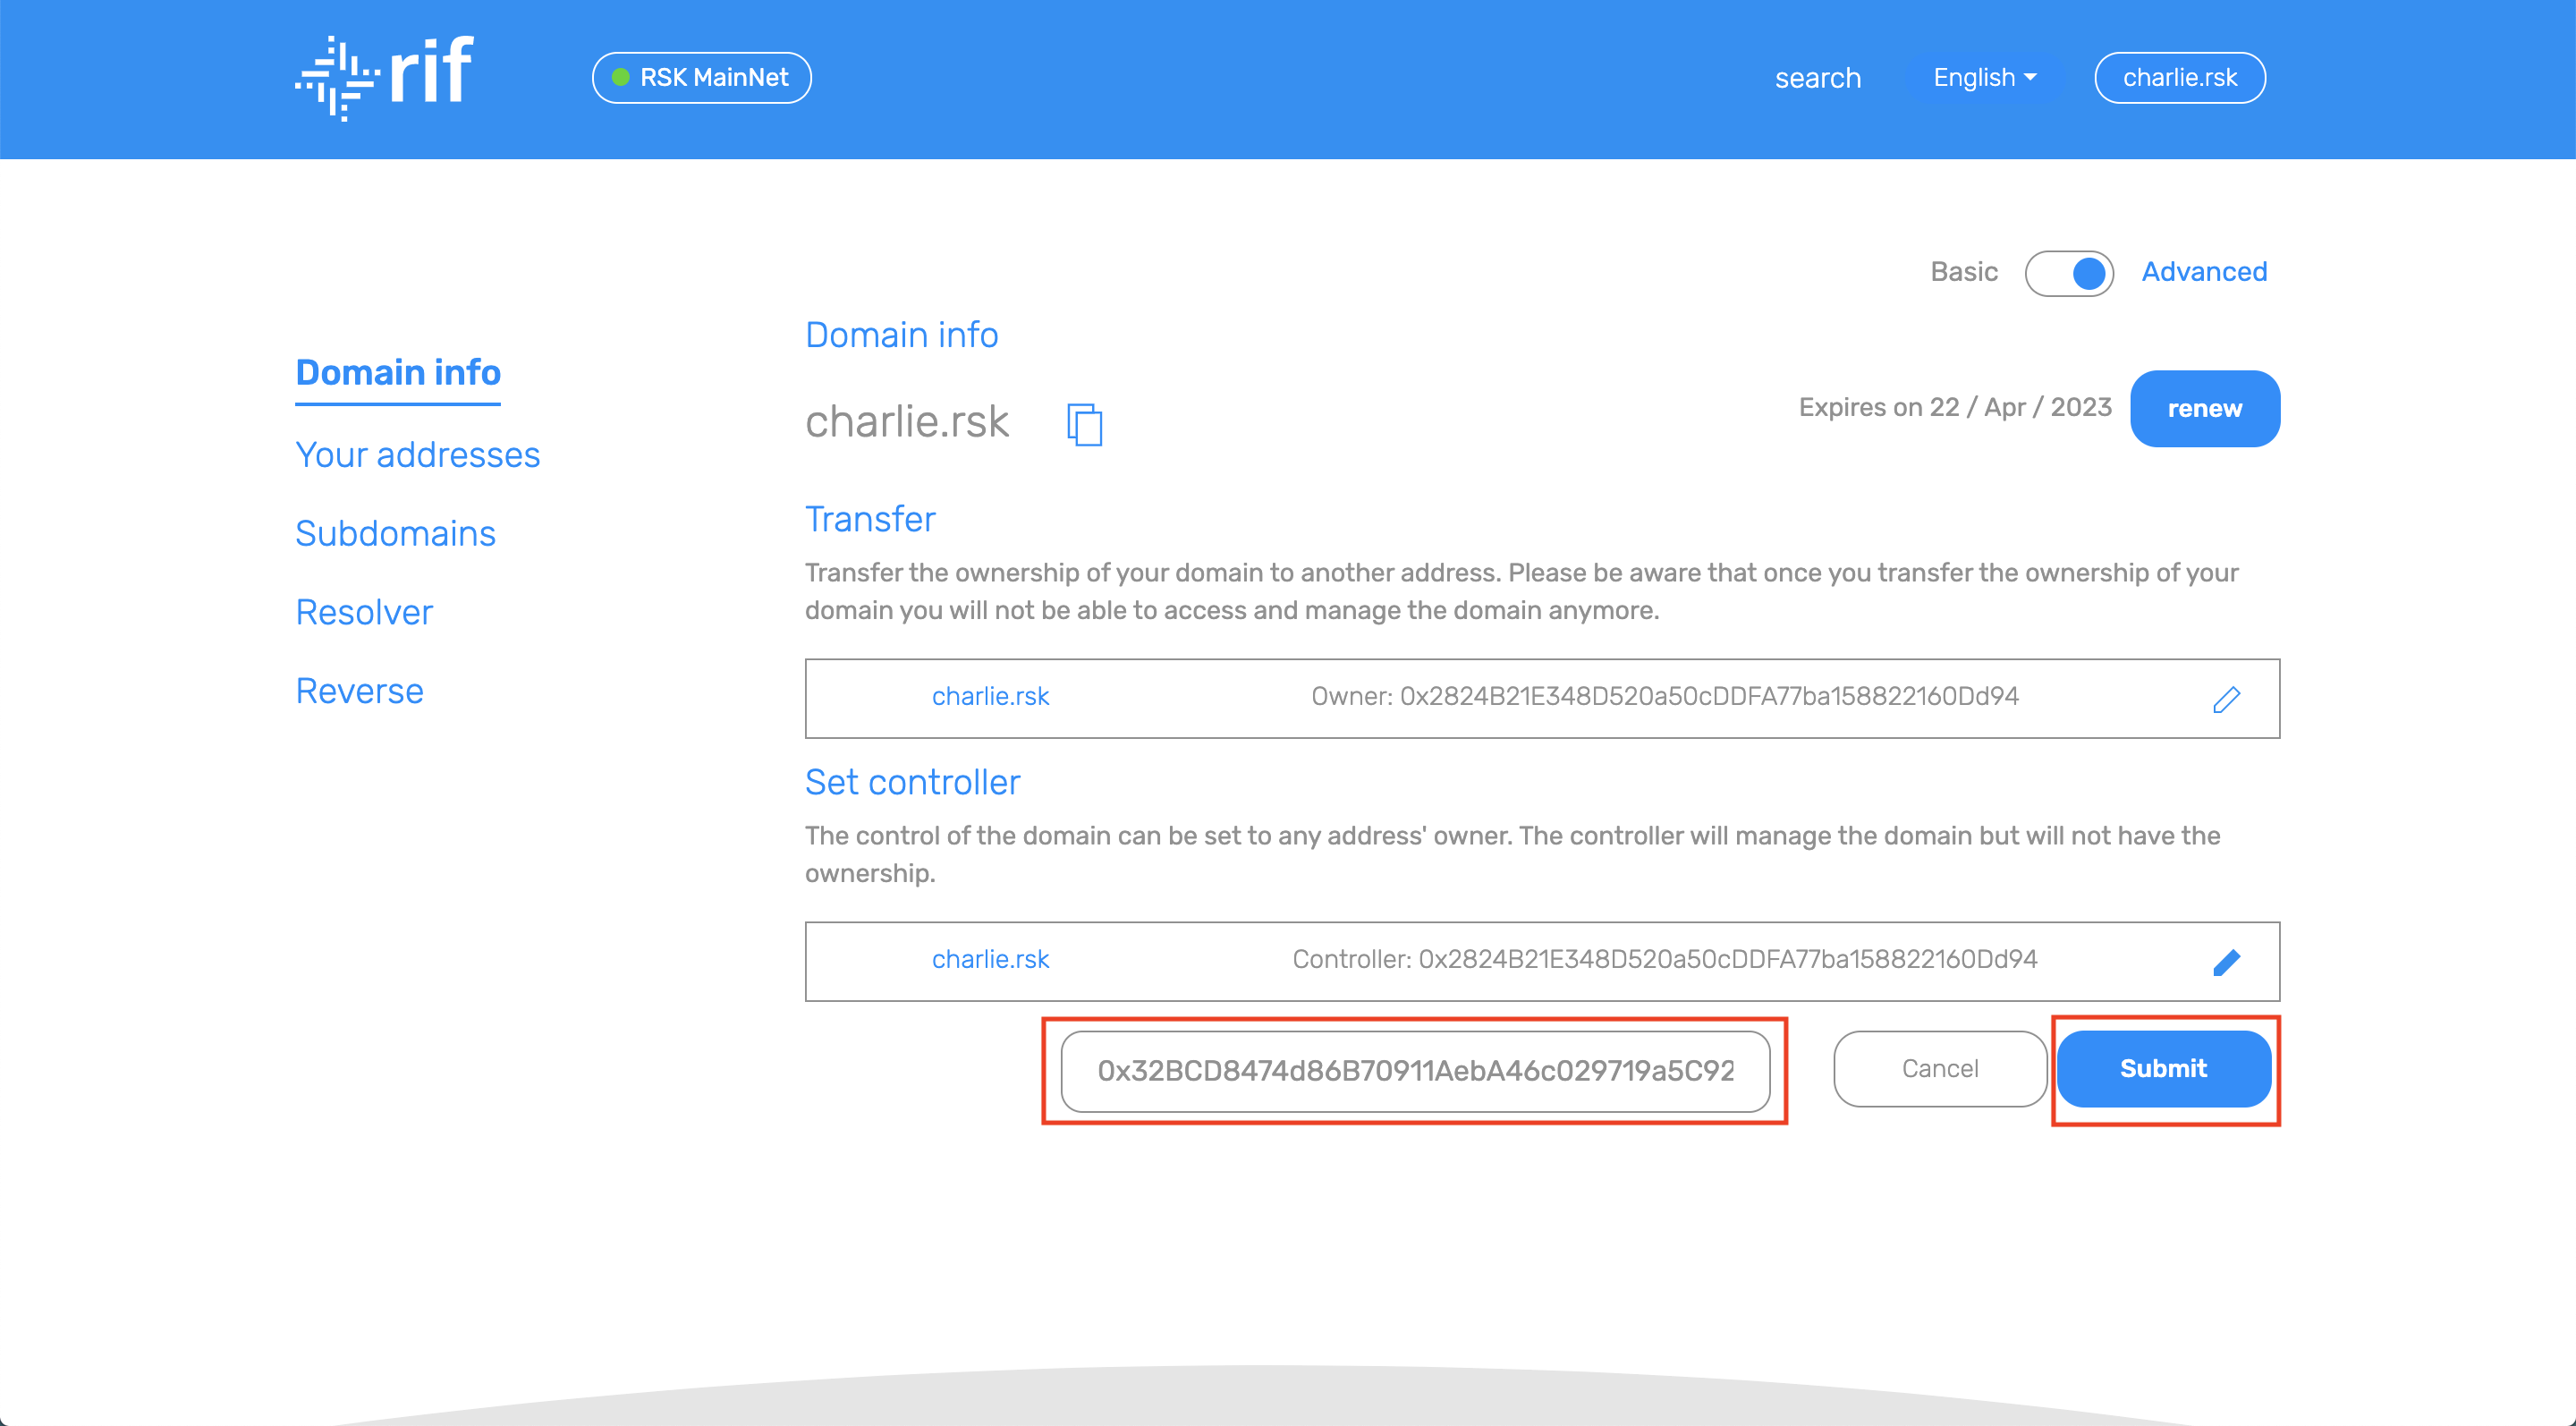 rif
RSK MainNet
search
English
charlie.rsk
Basic
Advanced
Domain info
Your addresses
Subdomains
Resolver
Reverse
Domain info
charlie.rsk
Expires on 22 / Apr / 2023
renew
Transfer
Transfer the ownership of your domain to another address. Please be aware that once you transfer the ownership of your
domain you will not be able to access and manage the domain anymore.
charlie.rsk
Owner: 0x2824B21E348D520a50cDDFA77ba158822160Dd94
Set controller
The control of the domain can be set to any address' owner. The controller will manage the domain but will not have the
ownership.
charlie.rsk
Controller: 0x2824B21E348D520a50cDDFA77ba158822160Dd94
0x32BCD8474d86B70911AebA46c029719a5C92
Cancel
Submit